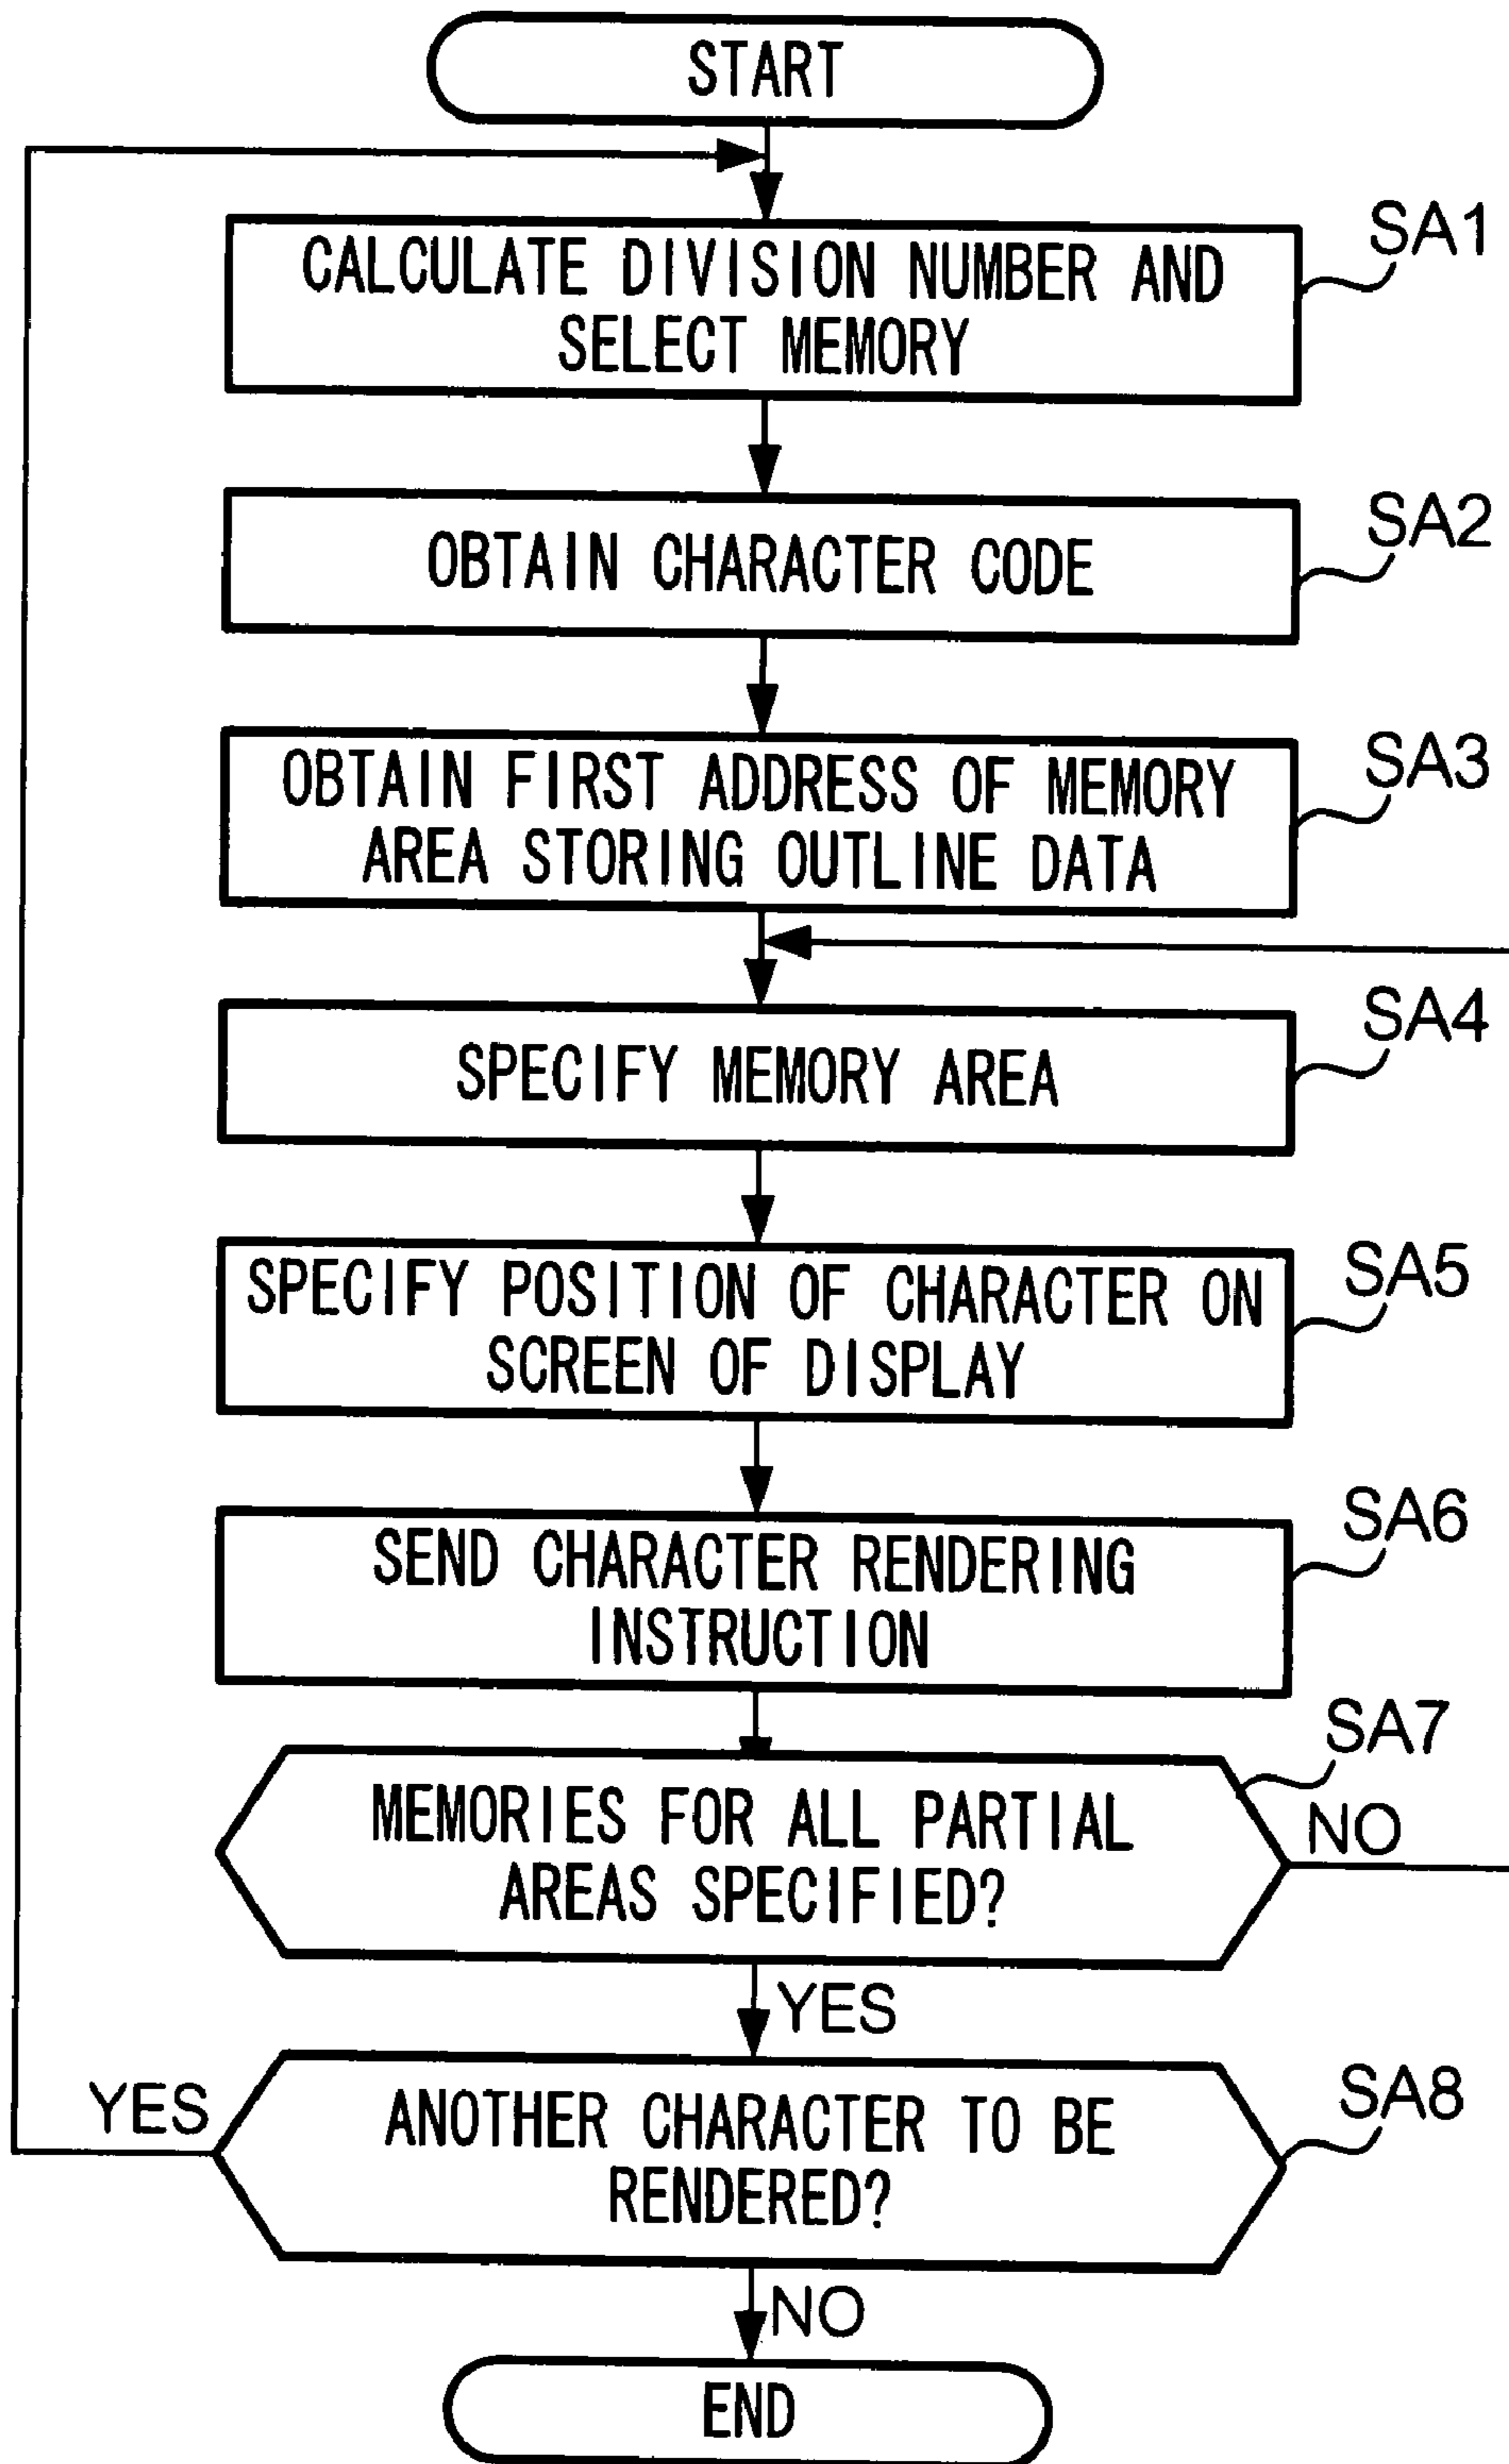 START
CALCULATE DIVISION NUMBER AND
SELECT MEMORY
SA1
OBTAIN CHARACTER CODE
SA2
OBTAIN FIRST ADDRESS OF MEMORY
AREA STORING OUTLINE DATA
SA3
SPECIFY MEMORY AREA
SA4
SPECIFY POSITION OF CHARACTER ON
SCREEN OF DISPLAY
SA5
SEND CHARACTER RENDERING
INSTRUCTION
SA6
MEMORIES FOR ALL PARTIAL
AREAS SPECIFIED?
SA7
NO
YES
ANOTHER CHARACTER TO BE
RENDERED?
SA8
YES
NO
END